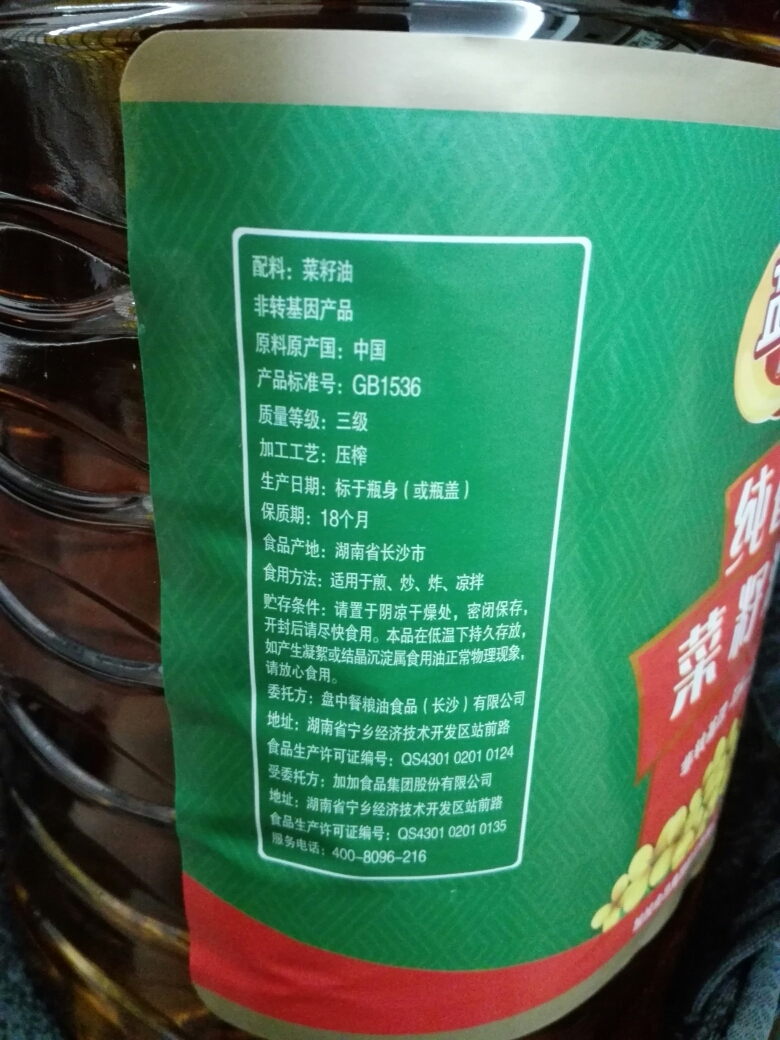 配料：菜籽油
非转基因产品
原料原产国：中国
产品标准号：GB1536
质量等级：三级
加工工艺：压榨
生产日期：标于瓶身（或瓶盖）
保质期：18个月
食品产地：湖南省长沙市
食用方法：适用于煎、炒、炸、凉拌
贮存条件：请置于阴凉干燥处，密闭保存，
开封后请尽快食用。本品在低温下持久存放，
如产生凝絮或结晶沉淀属食用油正常物理现象，
请放心食用。
委托方：盘中餐粮油食品（长沙）有限公司
地址：湖南省宁乡经济技术开发区站前路
食品生产许可证编号：QS4301 0201 0124
受委托方：加加食品集团股份有限公司
地址：湖南省宁乡经济技术开发区站前路
食品生产许可证编号：QS4301 0201 0135
服务电话：400-8096-216
纯
菜籽